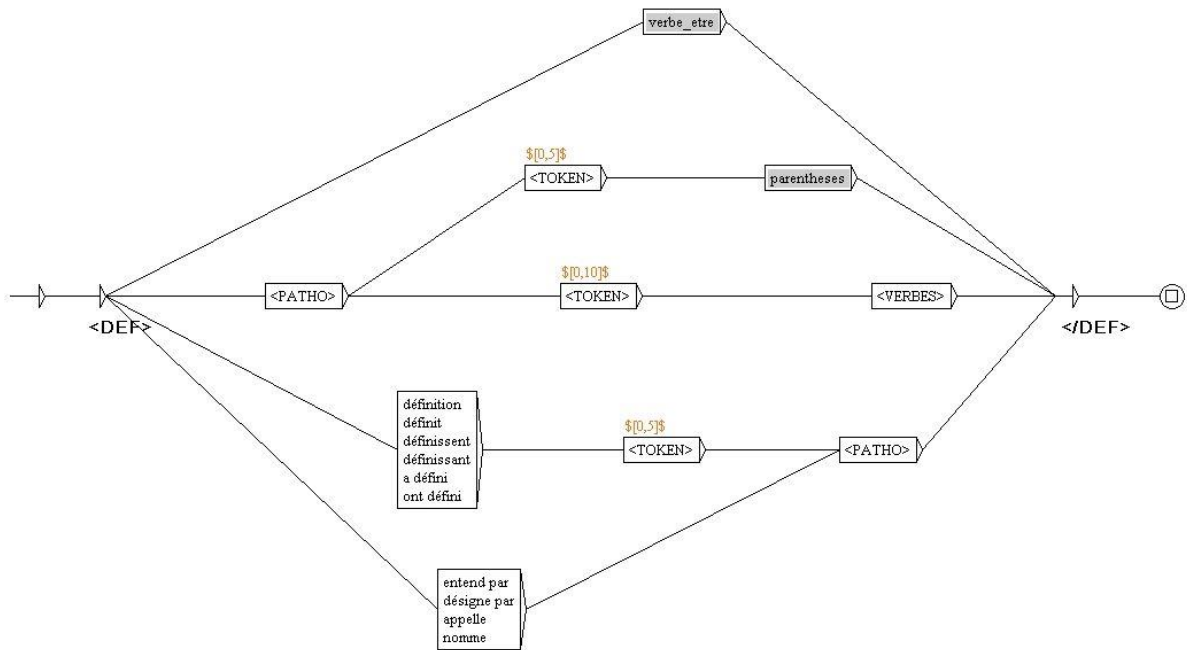 verbe_etre
$[0,5]$
<TOKEN>
parentheses
$[0,10]$
<PATHO>
<TOKEN>
<VERBES>
<DEF>
</DEF>
définition
définit
définissent
définissant
a défini
ont défini
$[0,5]$
<TOKEN>
<PATHO>
entend par
désigne par
appelle
nomme